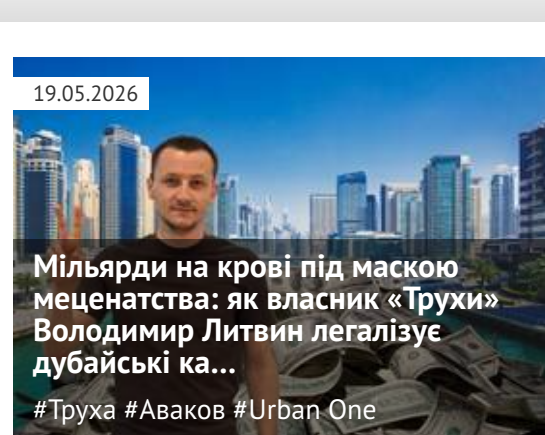 19.05.2026
Мільярди на крові під маскою
меценатства: як власник «Трухи»
Володимир Литвин легалізує
дубайські ка...
#Труха #Аваков #Urban One